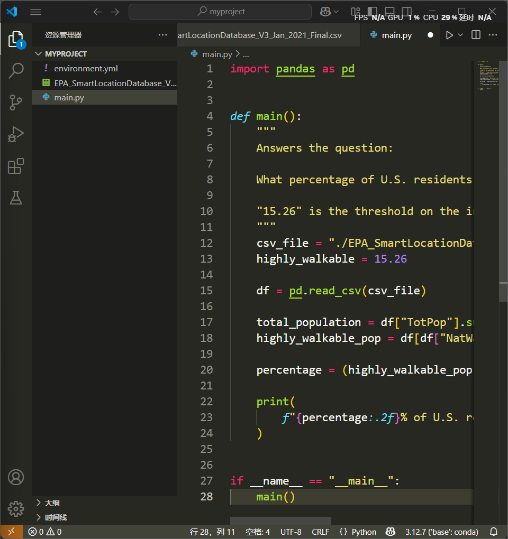 myproject
FPS N/A GPU 1 % CPU 29 % 延时 N/A
资源管理器
artLocationDatabase_V3_Jan_2021_Final.csv
main.py
MYPROJECT
! environment.yml
EPA_SmartLocationDatabase_V...
main.py
main.py > ...
1 import pandas as pd
2
3
4 def main():
5 """
6 Answers the question:
7
8 What percentage of U.S. residents
9
10 "15.26" is the threshold on the i
11 """
12 csv_file = "./EPA_SmartLocationDa
13 highly_walkable = 15.26
14
15 df = pd.read_csv(csv_file)
16
17 total_population = df["TotPop"].s
18 highly_walkable_pop = df[df["NatW
19
20 percentage = (highly_walkable_pop
21
22 print(
23 f"{percentage:.2f}% of U.S. re
24 )
25
26
27 if __name__ == "__main__":
28 main()
1
大纲
时间线
0 0
行 28，列 11 空格: 4 UTF-8 CRLF {} Python 3.12.7 ('base': conda)